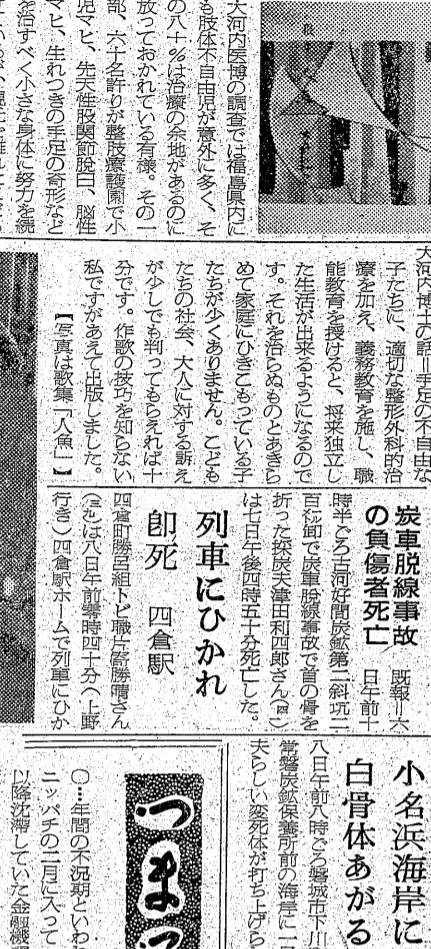 大河内医博の調査では福島県内に
も肢体不自由児が意外に多く、そ
の八十％は治療の余地があるのに
放っておかれている有様。その一
部、六十名許りが整肢療護園で小
児マヒ、先天性股関節脱臼、脳性
マヒ、生れつきの手足の奇形など
を治すべく小さな身体に努力を続
大河内博士の話＝手足の不自由な
子たちに、適切な整形外科的治
療を加え、義務教育を施し、職
能教育を授けると、将来独立し
た生活が出来るようになるので
す。それを治らぬものとあきら
めて家庭にひきこもっている子
たちが少くありません。こども
たちの社会、大人に対する訴え
が少しでも判ってもらえれば十
分です。作歌の技巧を知らない
私ですがあえて出版しました。
【写真は歌集「人魚」】
炭車脱線事故
の負傷者死亡
既報＝六
日午前十
時半ごろ古河好間炭鉱第二斜坑二
百㍍卸で炭車脱線事故で首の骨を
折った採炭夫津田利四郎さん
は七日午後四時五十分死亡した。
列車にひかれ
即死 四倉駅
四倉町勝呂組トビ職片寄勝晴さん
は八日午前零時四十分（上野
行き）四倉駅ホームで列車にひか
小名浜海岸に
白骨体あがる
八日午前八時ごろ磐城市下川
常磐炭鉱保養所前の海岸に一
夫らしい変死体が打ち上げら
つまっ
〇…年間の不況期といわ
ニッパチの二月に入って
以降沈滞していた金融機